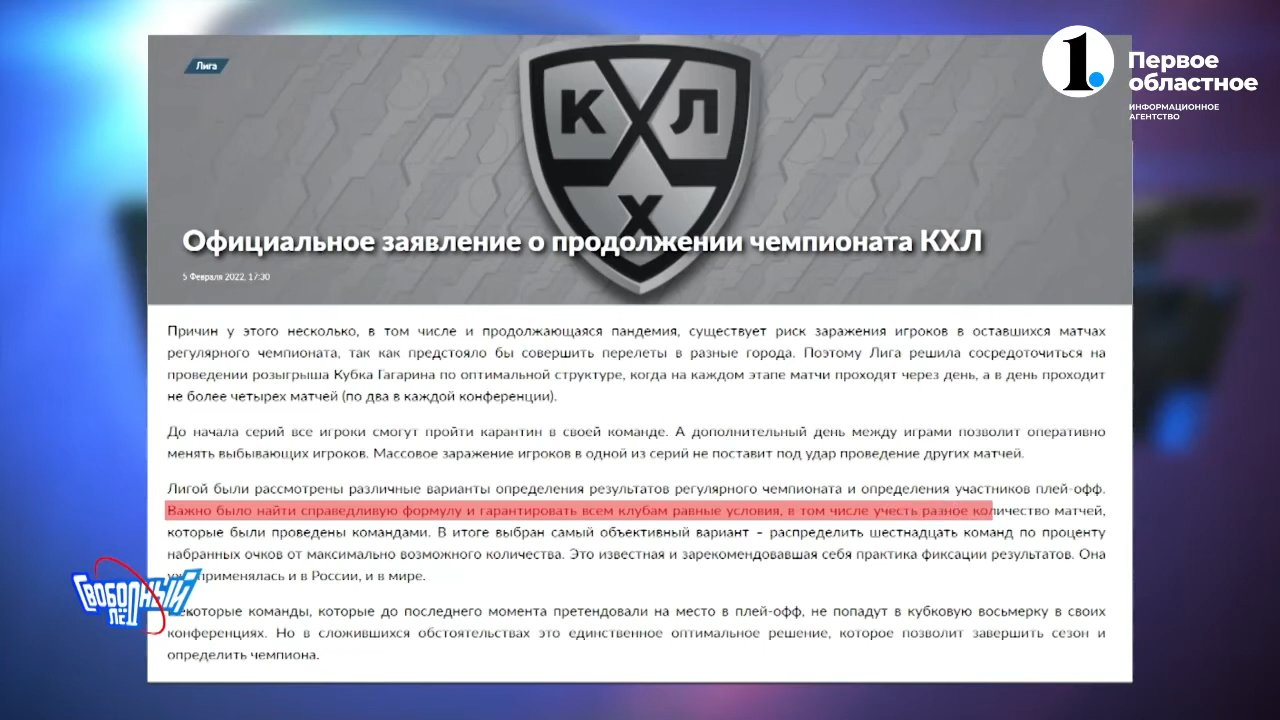 Лига
1.
Первое
областное
ИНФОРМАЦИОННОЕ
АГЕНТСТВО
К Л
Х
Официальное заявление о продолжении чемпионата КХЛ
5 Февраля 2022, 17:30
Причин у этого несколько, в том числе и продолжающаяся пандемия, существует риск заражения игроков в оставшихся матчах
регулярного чемпионата, так как предстояло бы совершить перелеты в разные города. Поэтому Лига решила сосредоточиться на
проведении розыгрыша Кубка Гагарина по оптимальной структуре, когда на каждом этапе матчи проходят через день, а в день проходит
не более четырех матчей (по два в каждой конференции).
До начала серий все игроки смогут пройти карантин в своей команде. А дополнительный день между играми позволит оперативно
менять выбывающих игроков. Массовое заражение игроков в одной из серий не поставит под удар проведение других матчей.
Лигой были рассмотрены различные варианты определения результатов регулярного чемпионата и определения участников плей-офф.
Важно было найти справедливую формулу и гарантировать всем клубам равные условия, в том числе учесть разное количество матчей,
которые были проведены командами. В итоге выбран самый объективный вариант – распределить шестнадцать команд по проценту
набранных очков от максимально возможного количества. Это известная и зарекомендовавшая себя практика фиксации результатов. Она
применялась и в России, и в мире.
екоторые команды, которые до последнего момента претендовали на место в плей-офф, не попадут в кубковую восьмерку в своих
конференциях. Но в сложившихся обстоятельствах это единственное оптимальное решение, которое позволит завершить сезон и
определить чемпиона.
СВОБОДНЫЙ
ЛЁД